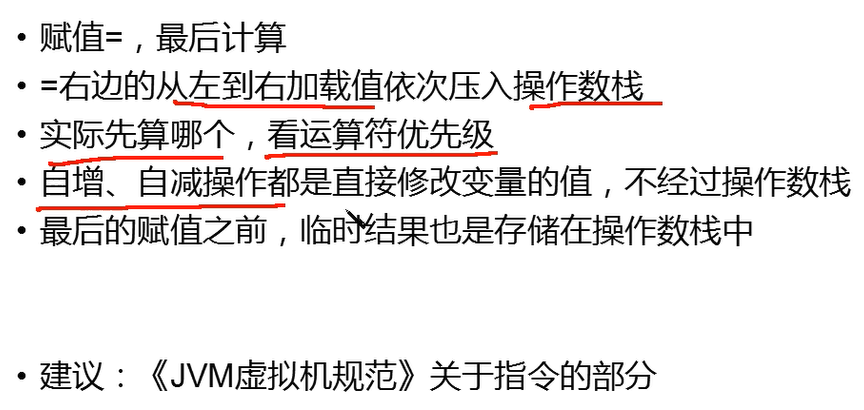 • 赋值=，最后计算
• =右边的从左到右加载值依次压入操作数栈
• 实际先算哪个，看运算符优先级
• 自增、自减操作都是直接修改变量的值，不经过操作数栈
• 最后的赋值之前，临时结果也是存储在操作数栈中
• 建议：《JVM虚拟机规范》关于指令的部分